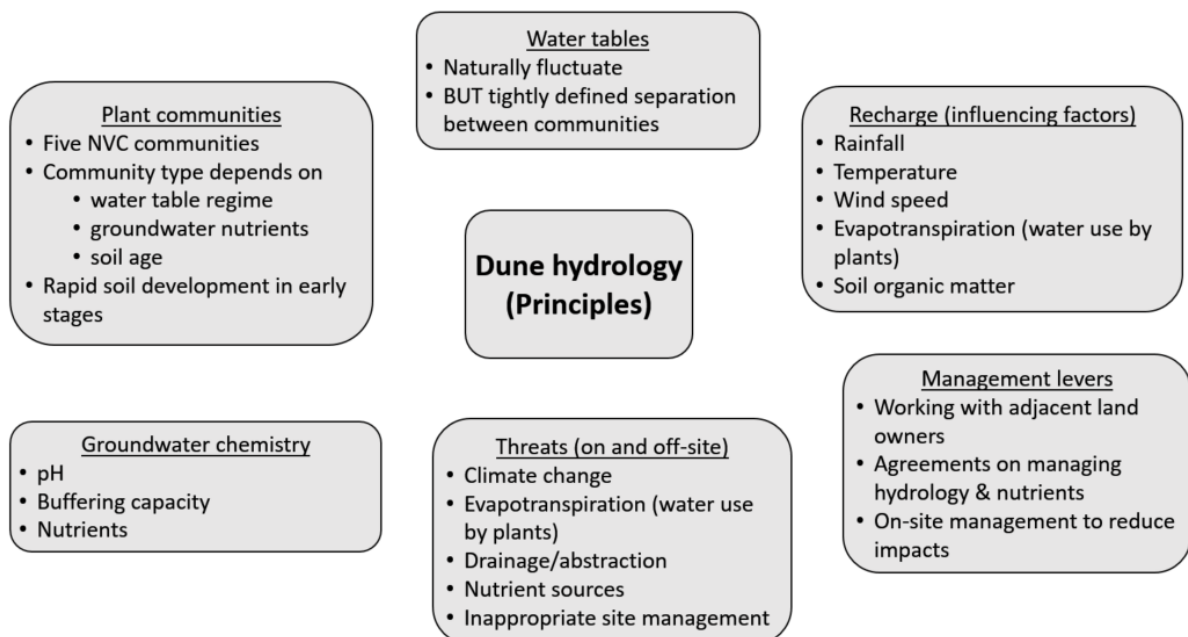 Water tables
• Naturally fluctuate
• BUT tightly defined separation
between communities
Plant communities
• Five NVC communities
• Community type depends on
• water table regime
• groundwater nutrients
• soil age
• Rapid soil development in early
stages
Recharge (influencing factors)
• Rainfall
• Temperature
• Wind speed
• Evapotranspiration (water use by
plants)
• Soil organic matter
Dune hydrology
(Principles)
Groundwater chemistry
• pH
• Buffering capacity
• Nutrients
Threats (on and off-site)
• Climate change
• Evapotranspiration (water use
by plants)
• Drainage/abstraction
• Nutrient sources
• Inappropriate site management
Management levers
• Working with adjacent land
owners
• Agreements on managing
hydrology & nutrients
• On-site management to reduce
impacts